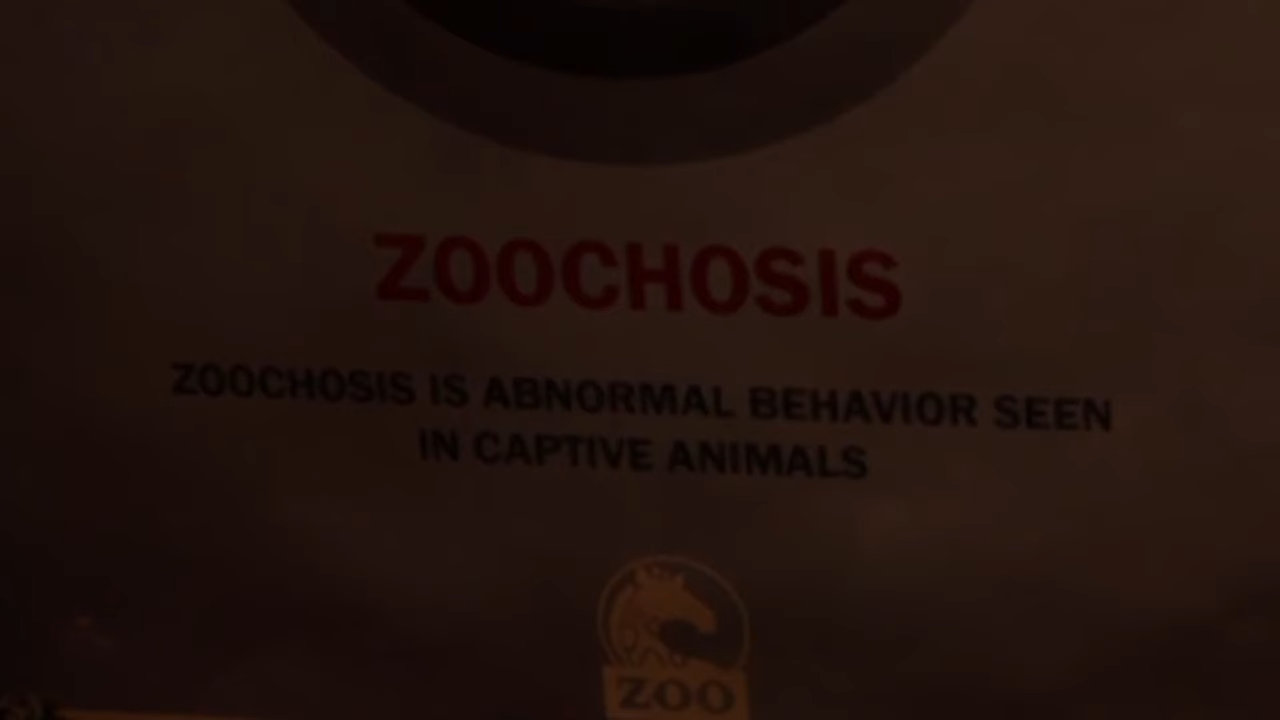 ZOOCHOSIS
ZOOCHOSIS IS ABNORMAL BEHAVIOR SEEN
IN CAPTIVE ANIMALS
ZOO